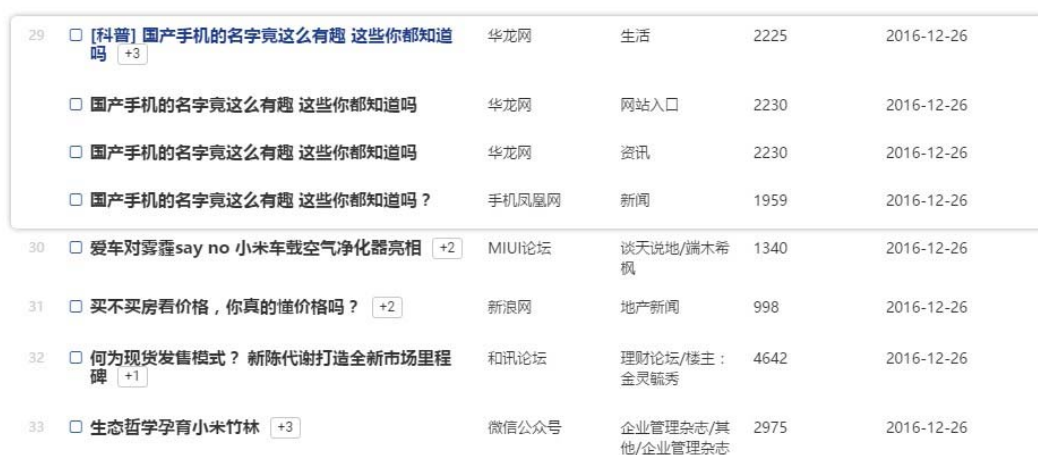 29 [科普] 国产手机的名字竟这么有趣 这些你都知道 华龙网 生活 2225 2016-12-26
吗 +3
国产手机的名字竟这么有趣 这些你都知道吗 华龙网 网站入口 2230 2016-12-26
国产手机的名字竟这么有趣 这些你都知道吗 华龙网 资讯 2230 2016-12-26
国产手机的名字竟这么有趣 这些你都知道吗？ 手机凤凰网 新闻 1959 2016-12-26
30 爱车对雾霾say no 小米车载空气净化器亮相 +2 MIUI论坛 谈天说地/端木希 1340 2016-12-26
枫
31 买不买房看价格，你真的懂价格吗？ +2 新浪网 地产新闻 998 2016-12-26
32 何为现货发售模式？ 新陈代谢打造全新市场里程 和讯论坛 理财论坛/楼主： 4642 2016-12-26
碑 +1 金灵毓秀
33 生态哲学孕育小米竹林 +3 微信公众号 企业管理杂志/其 2975 2016-12-26
他/企业管理杂志